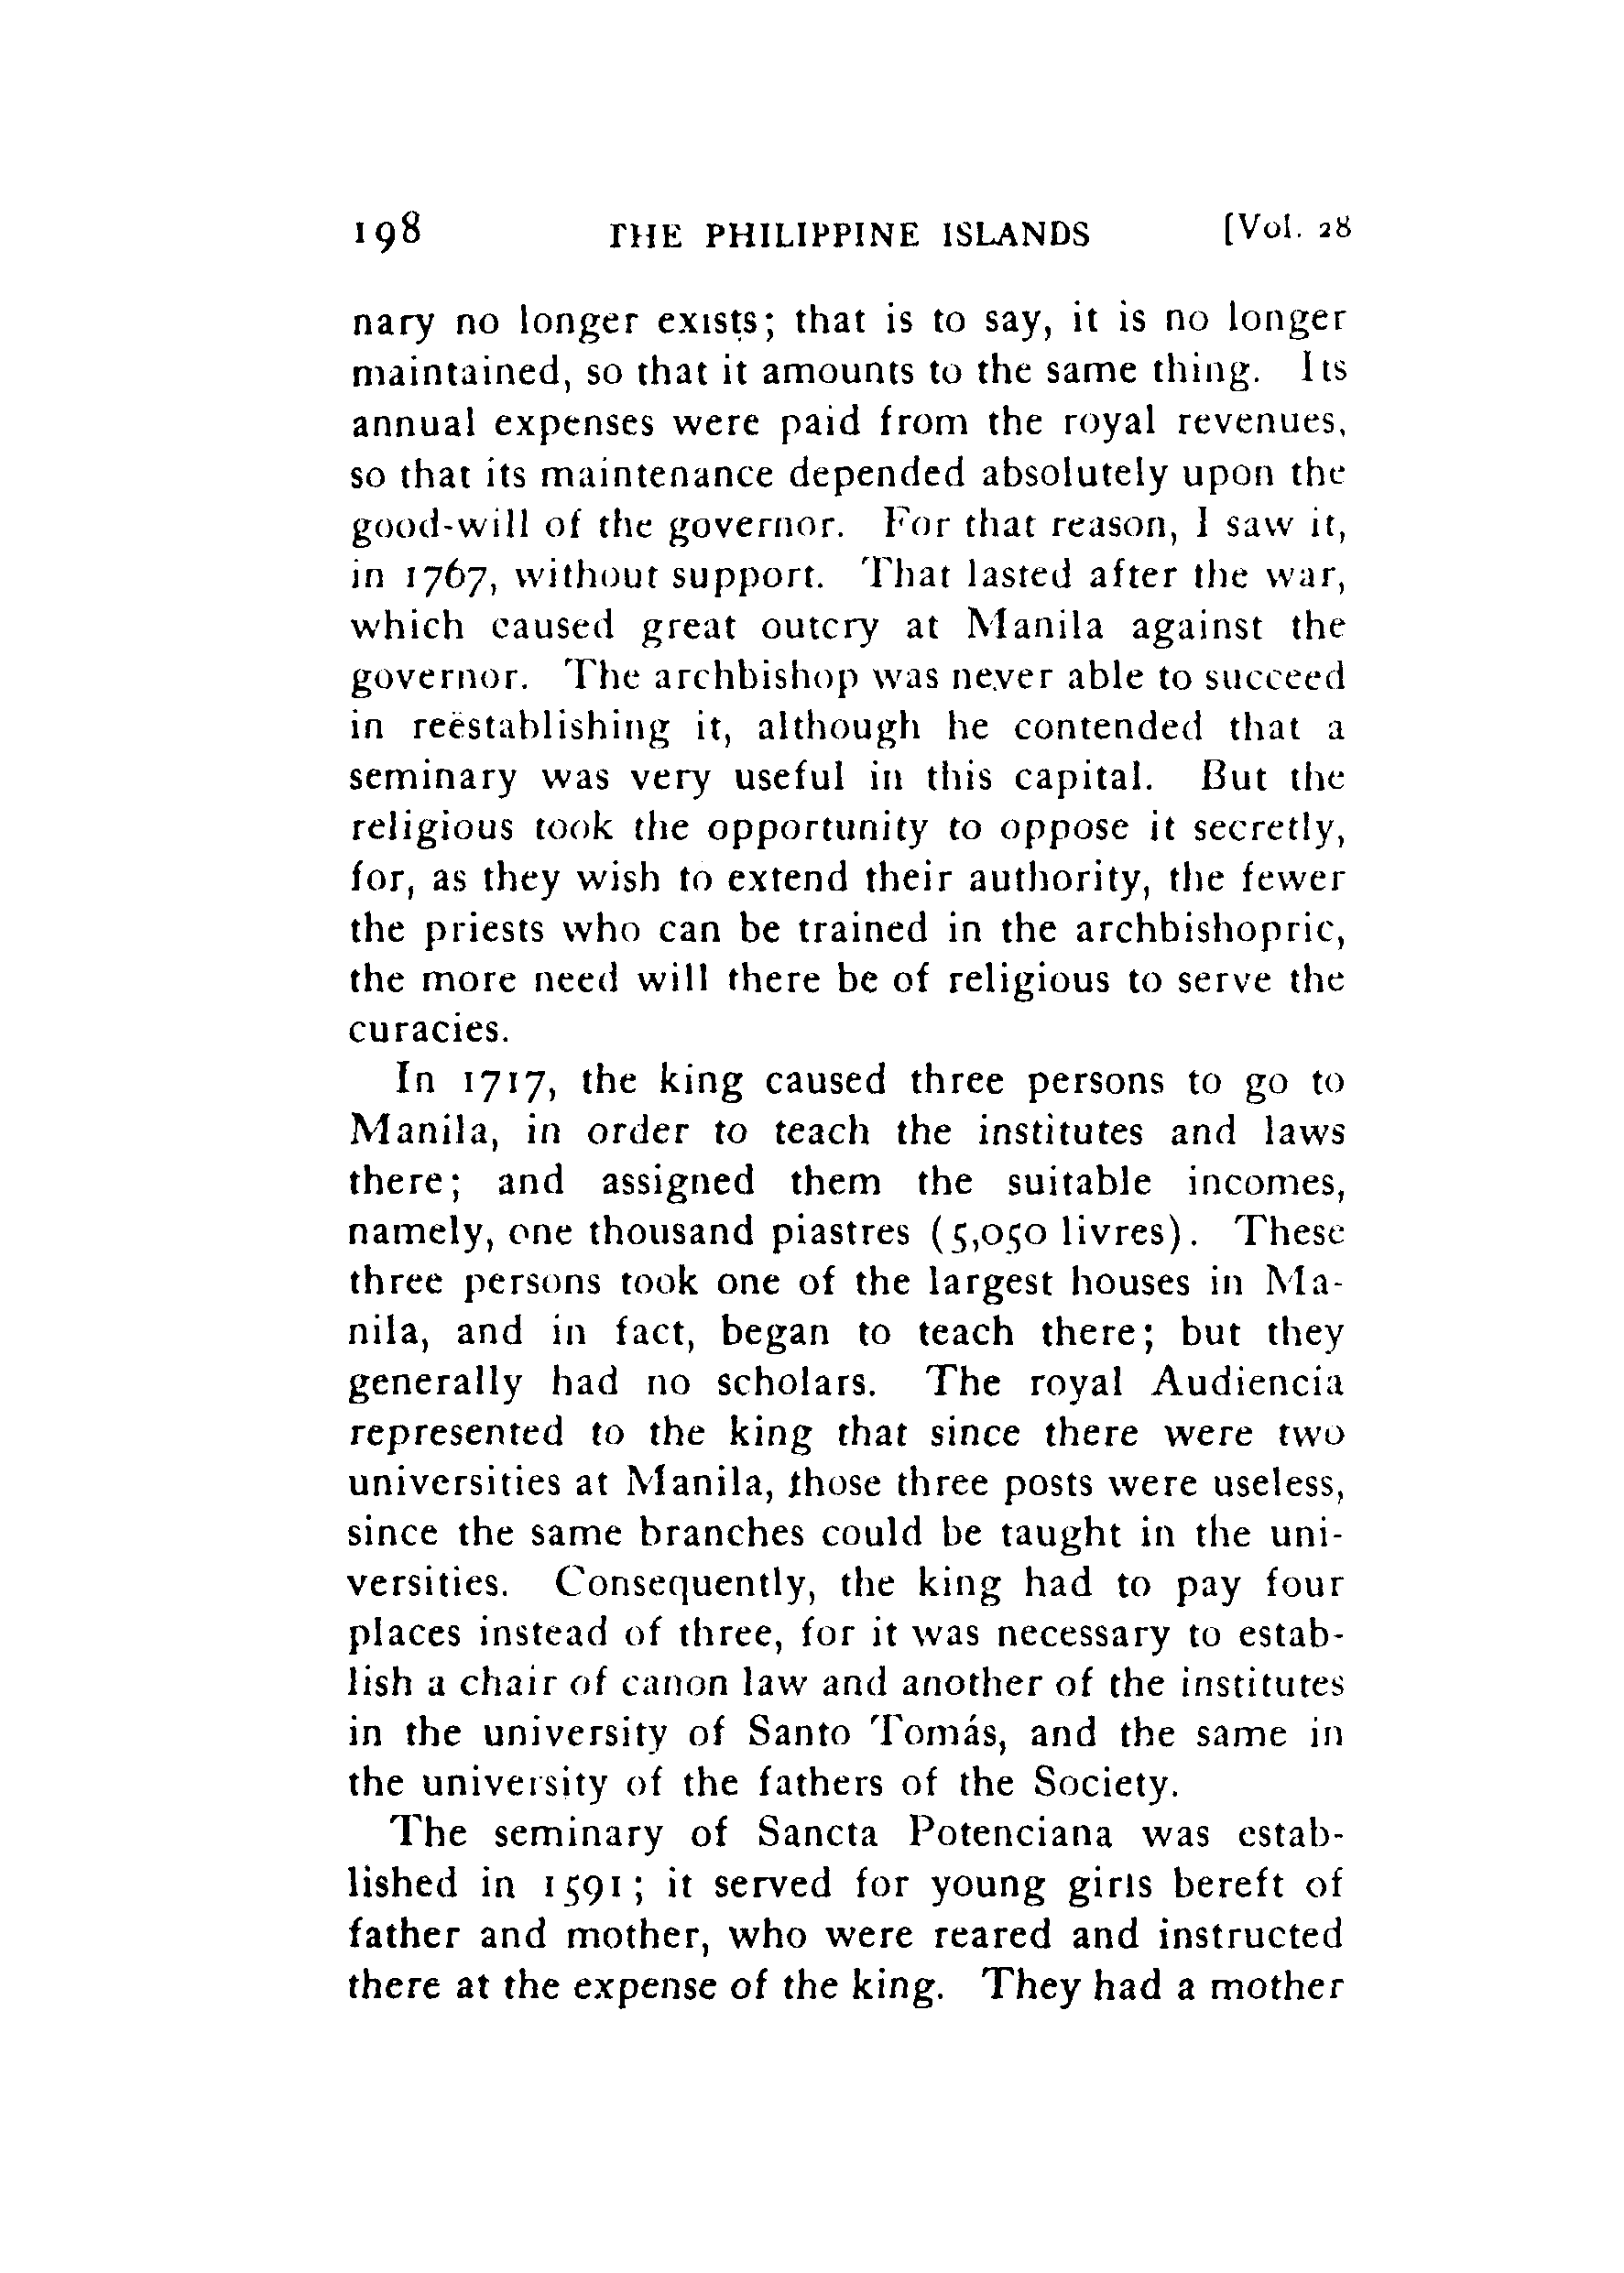 198 THE PHILIPPINE ISLANDS [Vol. 28
nary no longer exists; that is to say, it is no longer
maintained, so that it amounts to the same thing. Its
annual expenses were paid from the royal revenues,
so that its maintenance depended absolutely upon the
good-will of the governor. For that reason, I saw it,
in 1767, without support. That lasted after the war,
which caused great outcry at Manila against the
governor. The archbishop was never able to succeed
in reëstablishing it, although he contended that a
seminary was very useful in this capital. But the
religious took the opportunity to oppose it secretly,
for, as they wish to extend their authority, the fewer
the priests who can be trained in the archbishopric,
the more need will there be of religious to serve the
curacies.
In 1717, the king caused three persons to go to
Manila, in order to teach the institutes and laws
there; and assigned them the suitable incomes,
namely, one thousand piastres (5,050 livres). These
three persons took one of the largest houses in Ma-
nila, and in fact, began to teach there; but they
generally had no scholars. The royal Audiencia
represented to the king that since there were two
universities at Manila, those three posts were useless,
since the same branches could be taught in the uni-
versities. Consequently, the king had to pay four
places instead of three, for it was necessary to estab-
lish a chair of canon law and another of the institutes
in the university of Santo Tomás, and the same in
the university of the fathers of the Society.
The seminary of Sancta Potenciana was estab-
lished in 1591; it served for young girls bereft of
father and mother, who were reared and instructed
there at the expense of the king. They had a mother